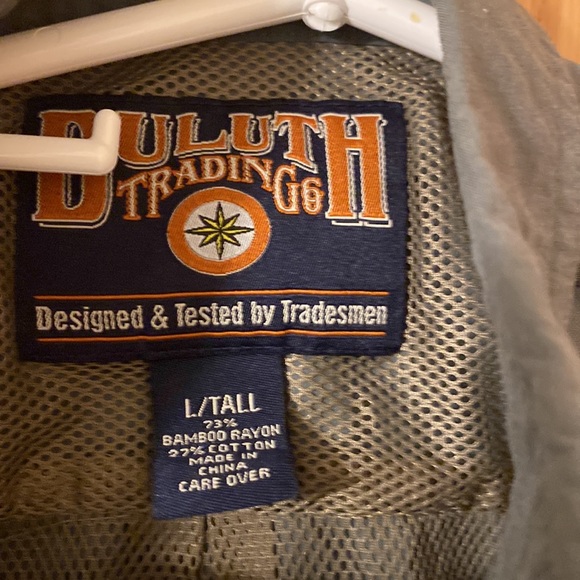 DULUTH
TRADING CO
Designed & Tested by Tradesmen
L/TALL
73%
BAMBOO RAYON
27% COTTON
MADE IN
CHINA
CARE OVER